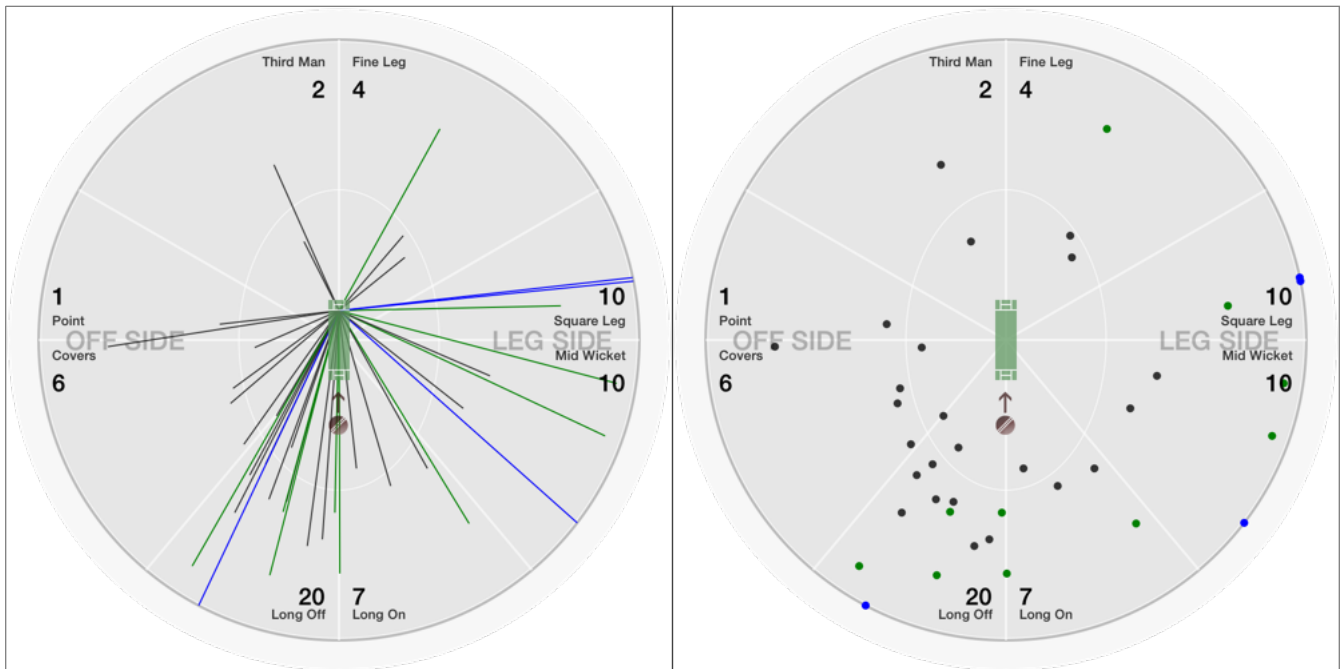 Third Man Fine Leg
2 4
1 10
Point Square Leg
OFF SIDE LEG SIDE
Covers Mid Wicket
6 10
20 7
Long Off Long On
Third Man Fine Leg
2 4
1 10
Point Square Leg
OFF SIDE LEG SIDE
Covers Mid Wicket
6 10
20 7
Long Off Long On